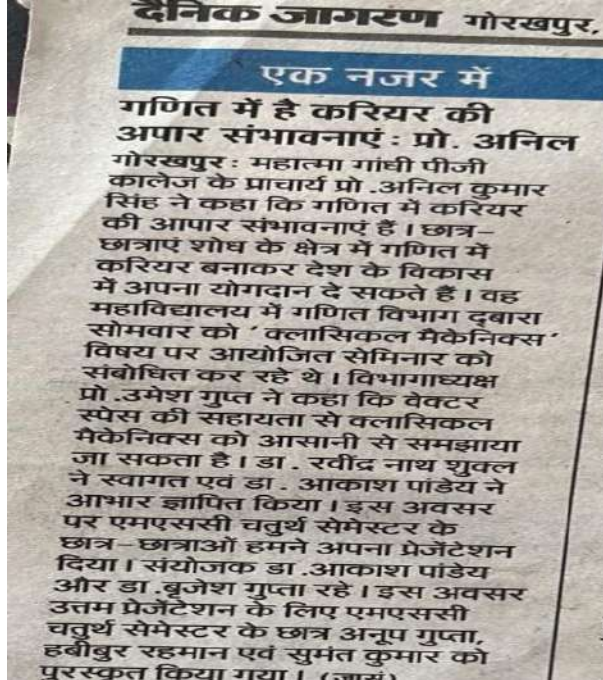 दैनिक जागरण गोरखपुर,
एक नजर में
गणित में है करियर की
अपार संभावनाएं : प्रो. अनिल
गोरखपुर : महात्मा गांधी पीजी
कालेज के प्राचार्य प्रो .अनिल कुमार
सिंह ने कहा कि गणित में करियर
की आपार संभावनाएं हैं । छात्र-
छात्राएं शोध के क्षेत्र में गणित में
करियर बनाकर देश के विकास
में अपना योगदान दे सकते हैं । वह
महाविद्यालय में गणित विभाग द्बारा
सोमवार को ' क्लासिकल मैकेनिक्स '
विषय पर आयोजित सेमिनार को
संबोधित कर रहे थे । विभागाध्यक्ष
प्रो .उमेश गुप्त ने कहा कि वेक्टर
स्पेस की सहायता से क्लासिकल
मैकेनिक्स को आसानी से समझाया
जा सकता है । डा . रवींद्र नाथ शुक्ल
ने स्वागत एवं डा . आकाश पांडेय ने
आभार ज्ञापित किया । इस अवसर
पर एमएससी चतुर्थ सेमेस्टर के
छात्र-छात्राओं हमने अपना प्रेजेंटेशन
दिया । संयोजक डा .आकाश पांडेय
और डा .बृजेश गुप्ता रहे । इस अवसर
उत्तम प्रेजेंटेशन के लिए एमएससी
चतुर्थ सेमेस्टर के छात्र अनूप गुप्ता,
हबीबुर रहमान एवं सुमंत कुमार को
पुरस्कृत किया गया । (जासं)